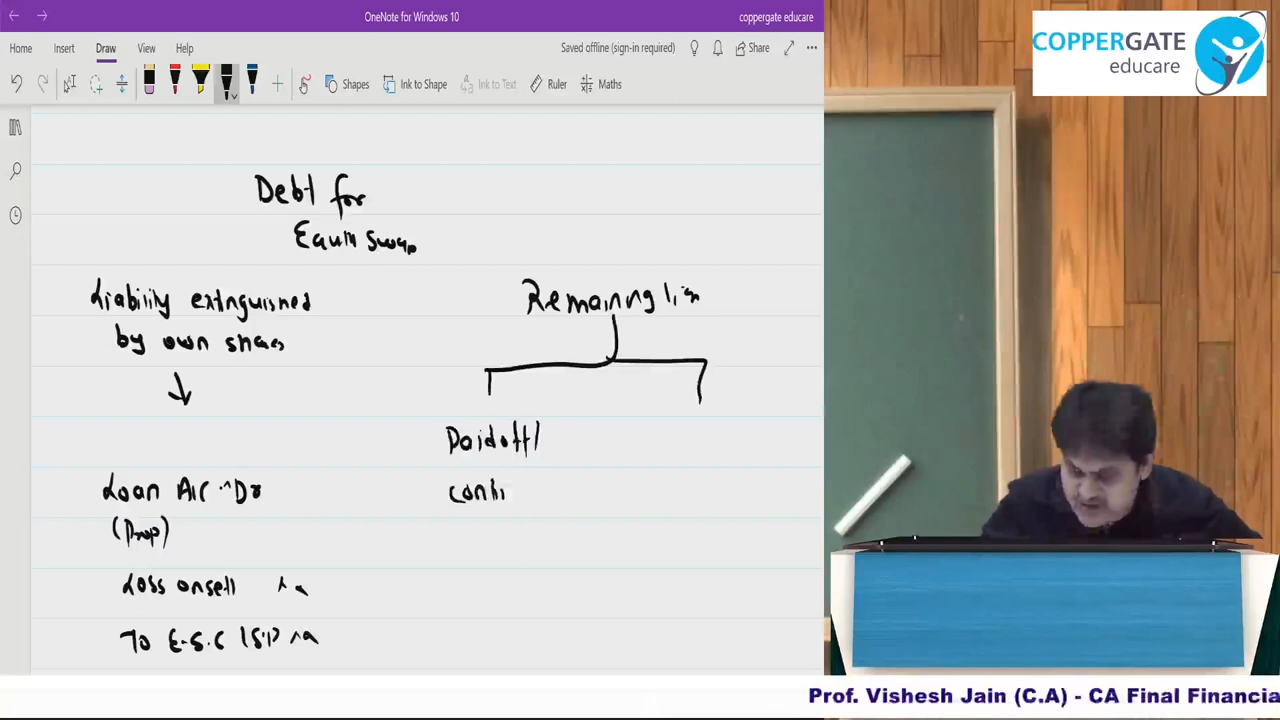 OneNote for Windows 10
coppergate educare
Home Insert Draw View Help
Saved offline (sign-in required)
Share
Shapes
Ink to Shape
Ink to Text
Ruler
Maths
COPPERGATE
educare
Debt for
Equity swap
Liability extinguished
by own shares
Remaining
Paid off/
conti
Loan A/c Dr
(Prop)
Loss on sett
To E.S.C
Prof. Vishesh Jain (C.A) - CA Final Financia